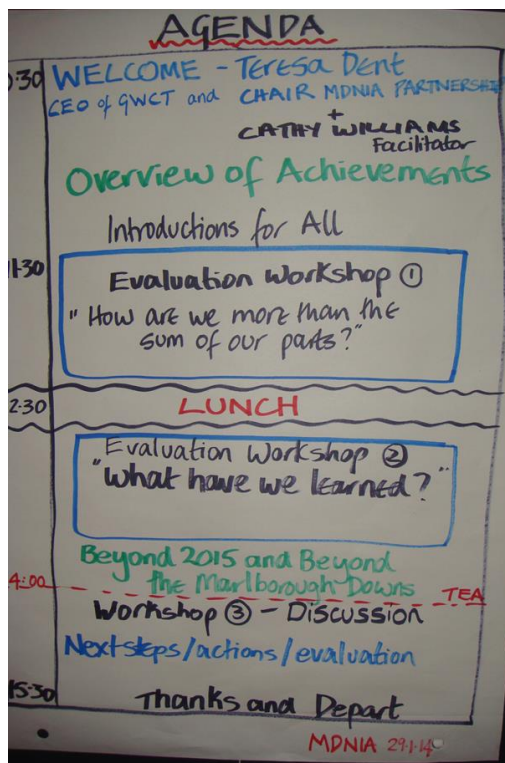 AGENDA
:30 WELCOME - TERESA DENT
CEO of GWCT and CHAIR MDNIA PARTNERSHIP
+
CATHY WILLIAMS
Facilitator
Overview of Achievements
Introductions for All
11:30
Evaluation Workshop ①
"How are we more than the
sum of our parts?"
2:30 LUNCH
Evaluation Workshop ②
"What have we learned?"
Beyond 2015 and Beyond
the Marlborough Downs
4:00 TEA
Workshop ③ - Discussion
Next steps/actions/evaluation
15:30
Thanks and Depart
MDNIA 29.1.14